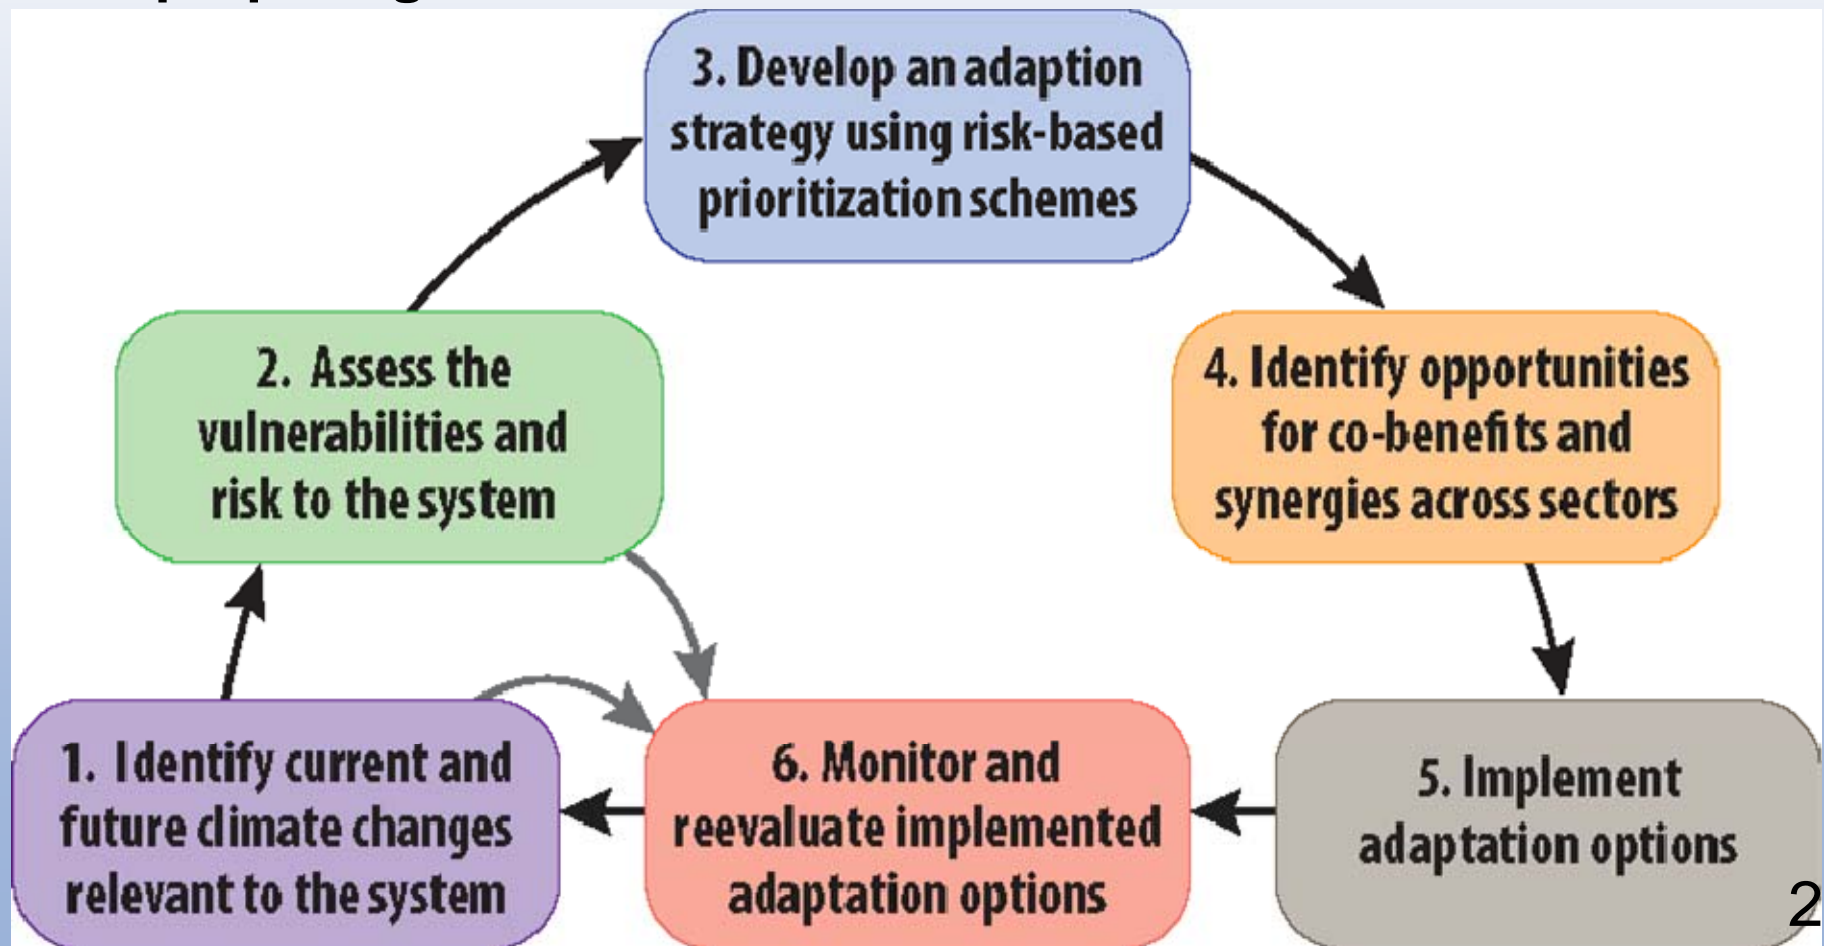 3. Develop an adaption
strategy using risk-based
prioritization schemes
2. Assess the
vulnerabilities and
risk to the system
4. Identify opportunities
for co-benefits and
synergies across sectors
1. Identify current and
future climate changes
relevant to the system
6. Monitor and
reevaluate implemented
adaptation options
5. Implement
adaptation options
2